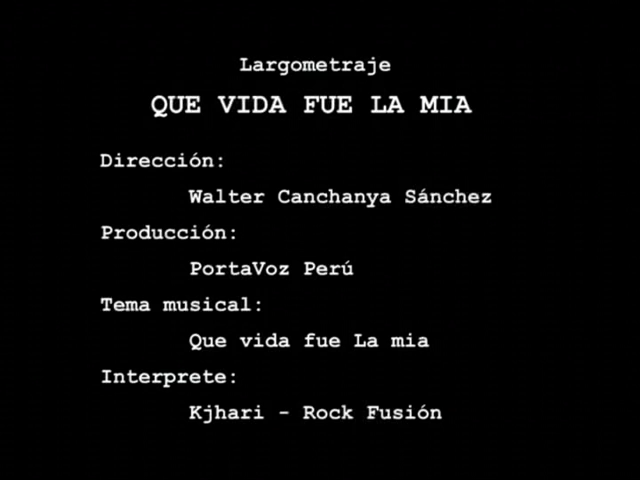 Largometraje
QUE VIDA FUE LA MIA
Dirección:
Walter Canchanya Sánchez
Producción:
PortaVoz Perú
Tema musical:
Que vida fue La mia
Interprete:
Kjhari - Rock Fusión